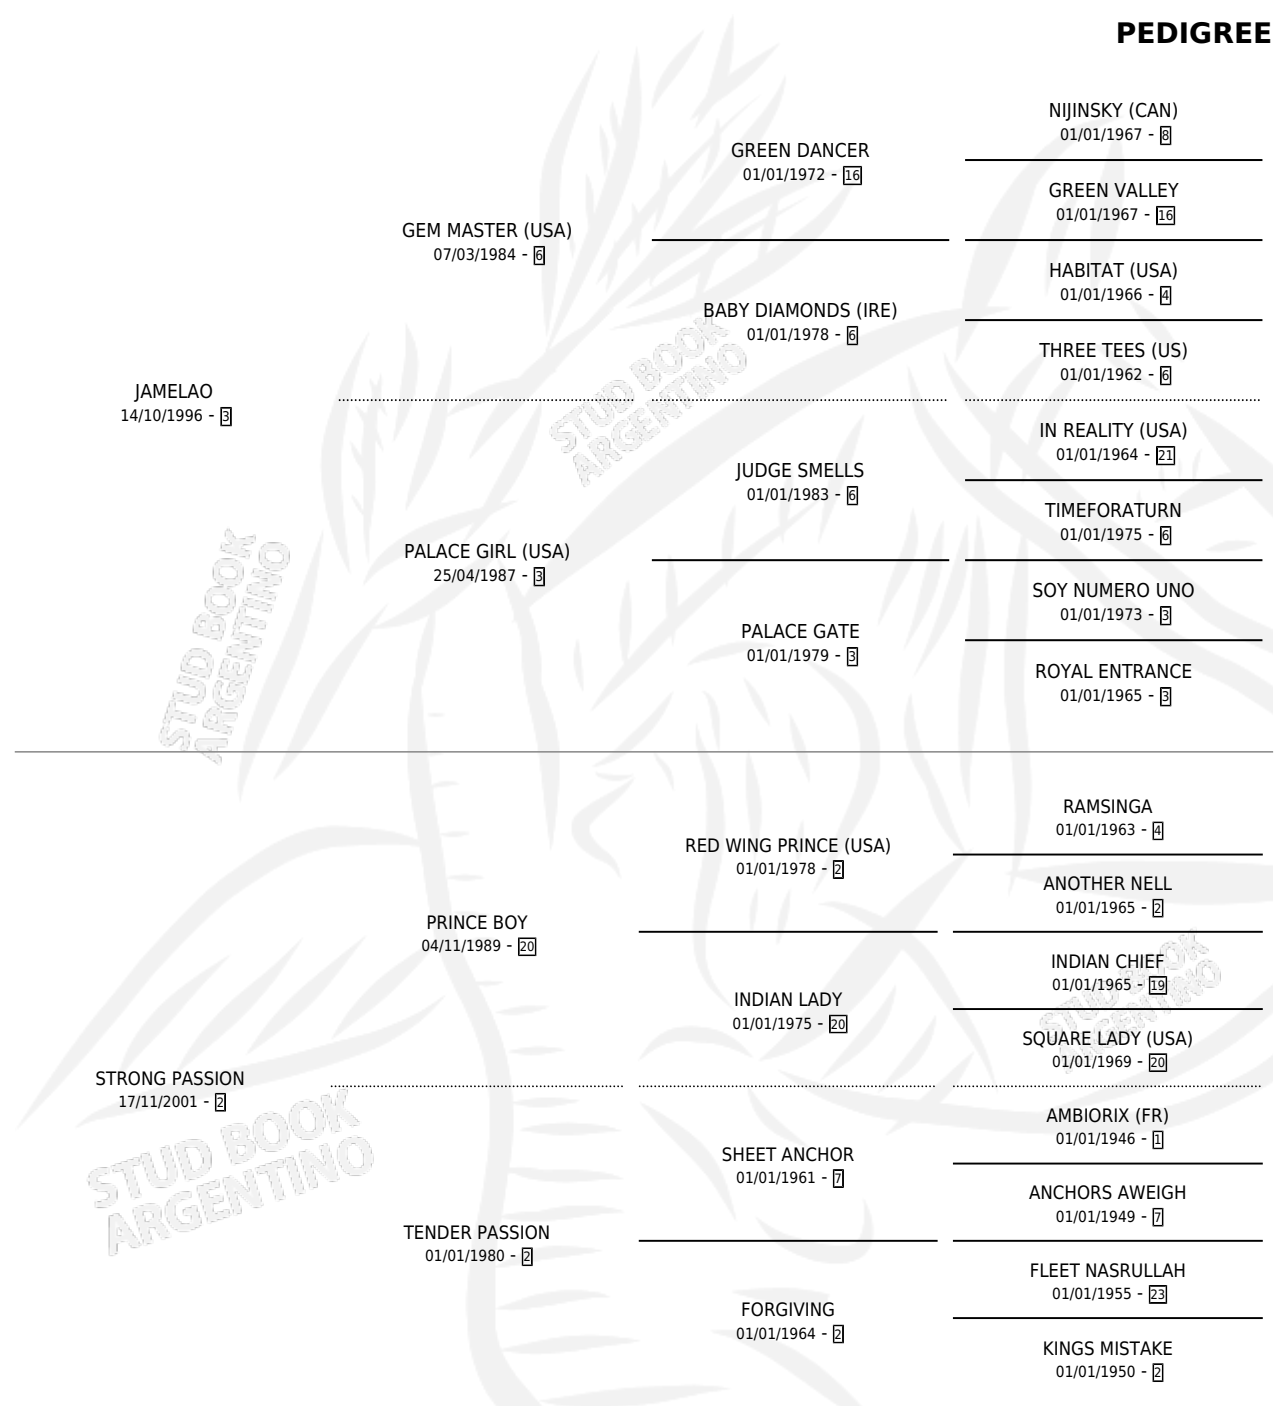 PEDIGREE
NIJINSKY (CAN)
01/01/1967 - 8
GREEN DANCER
01/01/1972 - 16
GREEN VALLEY
01/01/1967 - 16
GEM MASTER (USA)
07/03/1984 - 6
HABITAT (USA)
01/01/1966 - 4
BABY DIAMONDS (IRE)
01/01/1978 - 6
THREE TEES (US)
01/01/1962 - 6
JAMELAO
14/10/1996 - 3
IN REALITY (USA)
01/01/1964 - 21
JUDGE SMELLS
01/01/1983 - 6
TIMEFORATURN
01/01/1975 - 6
PALACE GIRL (USA)
25/04/1987 - 3
SOY NUMERO UNO
01/01/1973 - 3
PALACE GATE
01/01/1979 - 3
ROYAL ENTRANCE
01/01/1965 - 3
STUD BOOK
ARGENTINO
STUD BOOK
ARGENTINO
RAMSINGA
01/01/1963 - 4
RED WING PRINCE (USA)
01/01/1978 - 2
ANOTHER NELL
01/01/1965 - 2
PRINCE BOY
04/11/1989 - 20
INDIAN CHIEF
01/01/1965 - 19
INDIAN LADY
01/01/1975 - 20
SQUARE LADY (USA)
01/01/1969 - 20
STRONG PASSION
17/11/2001 - 2
AMBIORIX (FR)
01/01/1946 - 1
SHEET ANCHOR
01/01/1961 - 7
ANCHORS AWEIGH
01/01/1949 - 7
TENDER PASSION
01/01/1980 - 2
FLEET NASRULLAH
01/01/1955 - 23
FORGIVING
01/01/1964 - 2
KINGS MISTAKE
01/01/1950 - 2
STUD BOOK
ARGENTINO
STUD BOOK
ARGENTINO